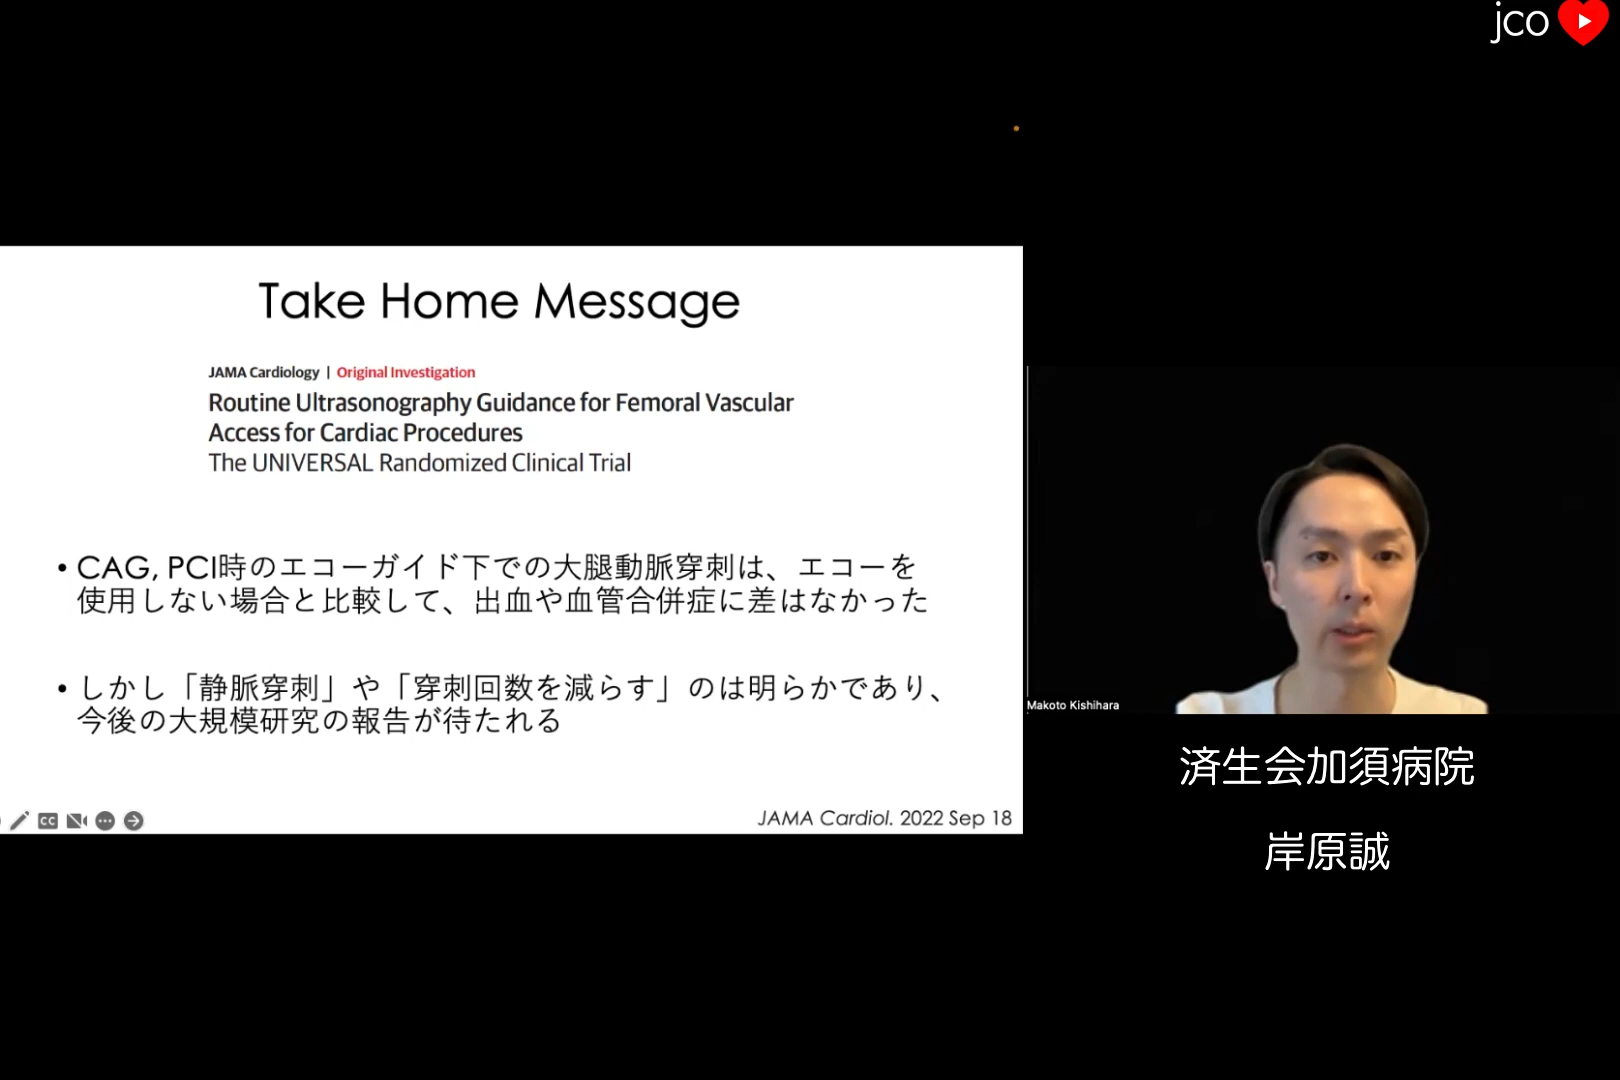 jco
Take Home Message
JAMA Cardiology | Original Investigation
Routine Ultrasonography Guidance for Femoral Vascular
Access for Cardiac Procedures
The UNIVERSAL Randomized Clinical Trial
• CAG, PCI時のエコーガイド下での大腿動脈穿刺は、エコーを
使用しない場合と比較して、出血や血管合併症に差はなかった
• しかし「静脈穿刺」や「穿刺回数を減らす」のは明らかであり、
今後の大規模研究の報告が待たれる
CC
JAMA Cardiol. 2022 Sep 18
Makoto Kishihara
済生会加須病院
岸原誠